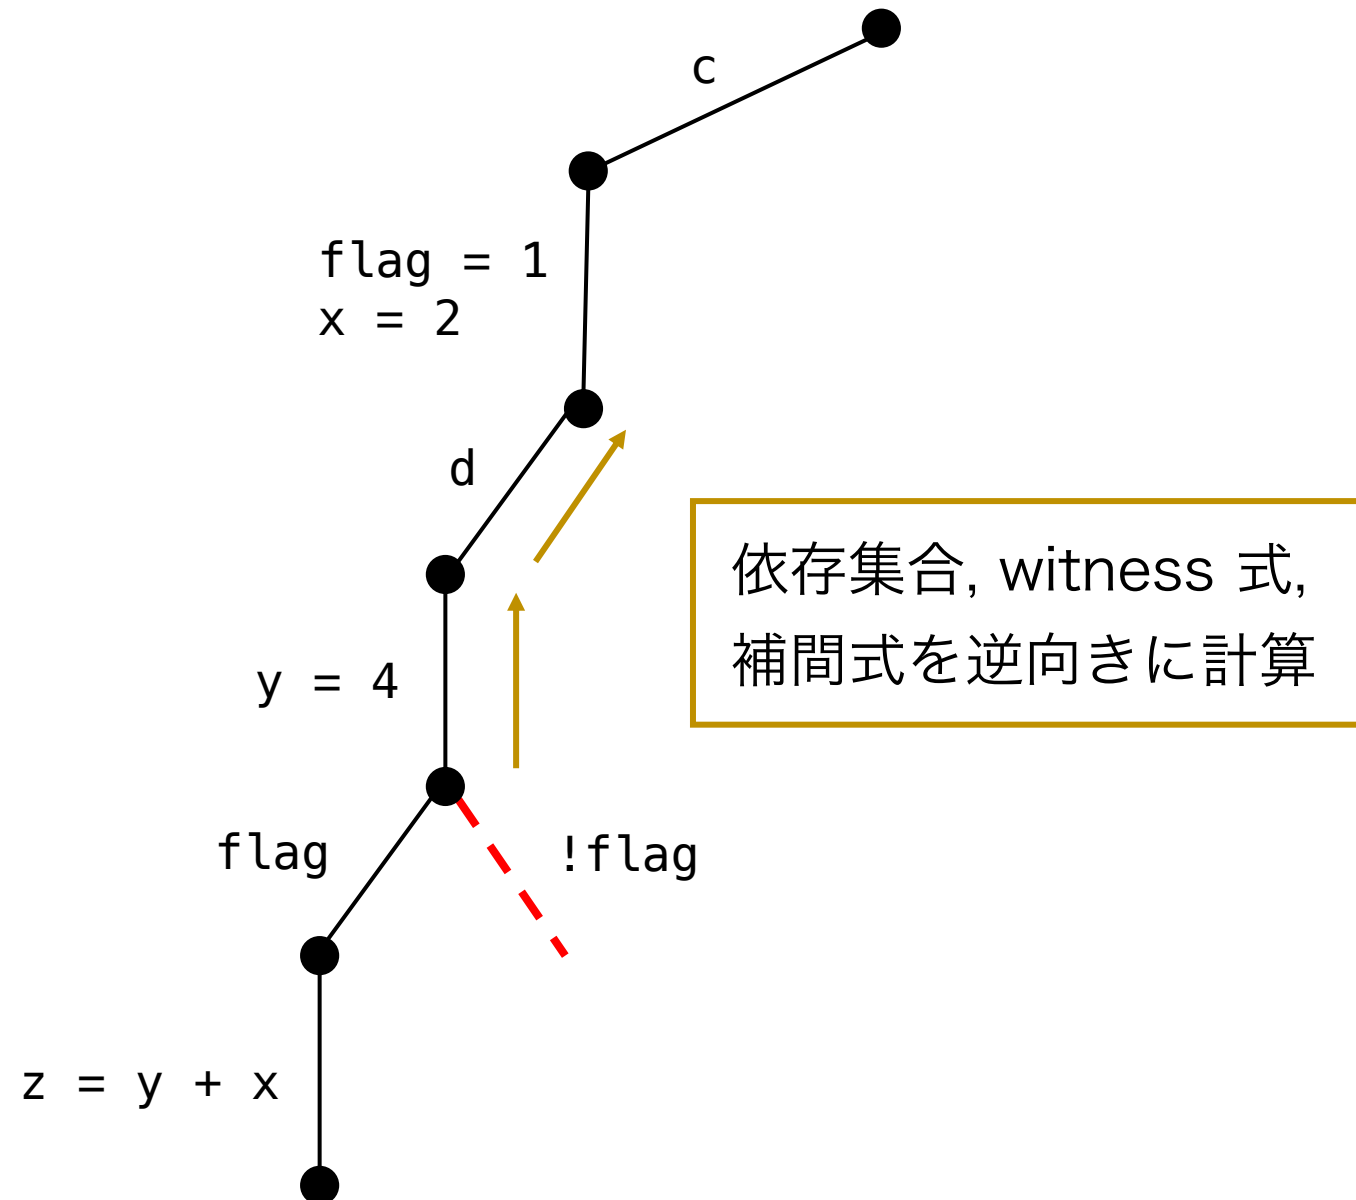 c
flag = 1
x = 2
d
依存集合, witness 式,
補間式を逆向きに計算
y = 4
flag
!flag
z = y + x